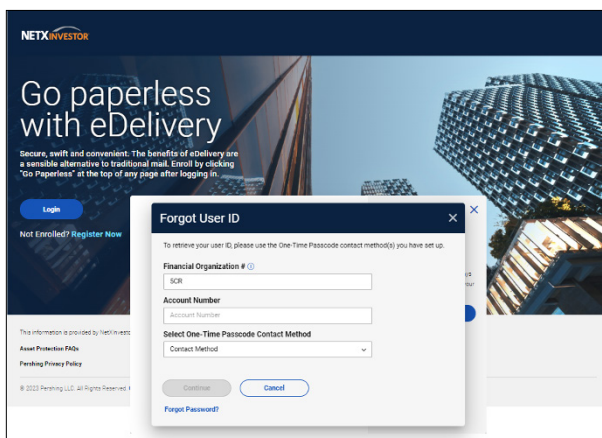 NETXINVESTOR
Go paperless
with eDelivery
Secure, swift and convenient. The benefits of eDelivery are
a sensible alternative to traditional mail. Enroll by clicking
"Go Paperless" at the top of any page after logging in.
Login
Not Enrolled? Register Now
Forgot User ID
To retrieve your user ID, please use the One-Time Passcode contact method(s) you have set up.
Financial Organization #
5CR
Account Number
Account Number
Select One-Time Passcode Contact Method
Contact Method
Continue
Cancel
Forgot Password?
This information is provided by NetXInvesto
Asset Protection FAQs
Pershing Privacy Policy
Pershing LLC. All Rights Reserved.